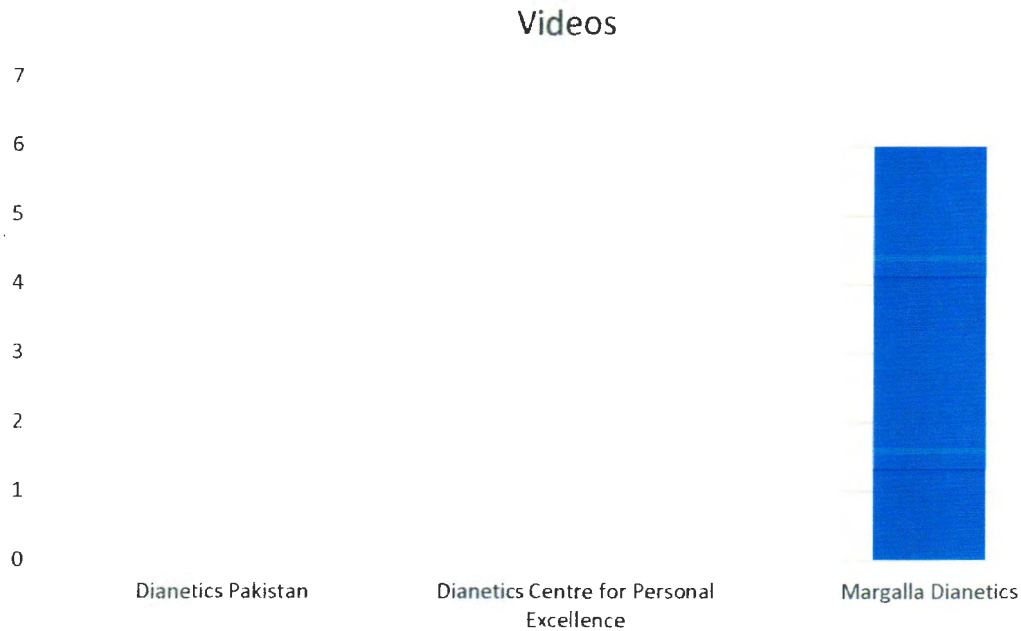 Videos
7
6
5
4
3
2
1
0
Dianetics Pakistan
Dianetics Centre for Personal
Excellence
Margalla Dianetics